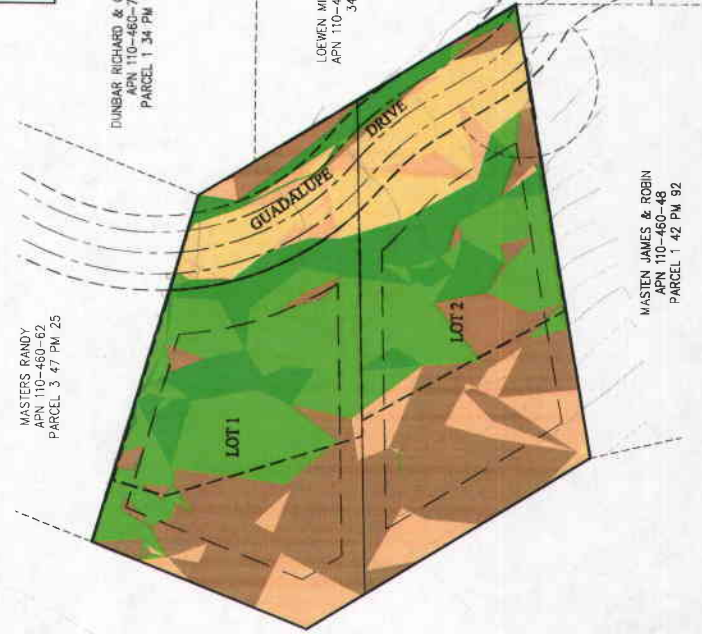 DUNBAR RICHARD &
APN 110-460-7
PARCEL 1 34 PM
LOEWEN
APN 110-4
34
MASTERS RANDY
APN 110-460-62
PARCEL 3 47 PM 25
GUADALUPE DRIVE
LOT 1
LOT 2
MASTEN JAMES & ROBIN
APN 110-460-48
PARCEL 1 42 PM 92